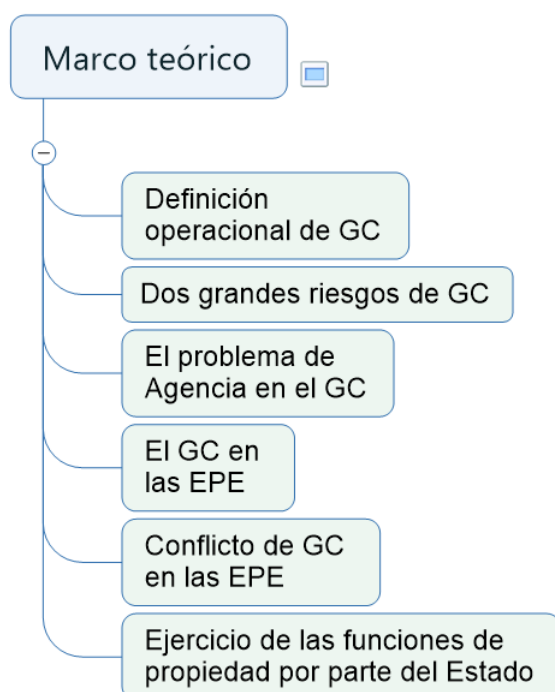 Marco teórico
Definición
operacional de GC
Dos grandes riesgos de GC
El problema de
Agencia en el GC
El GC en
las EPE
Conflicto de GC
en las EPE
Ejercicio de las funciones de
propiedad por parte del Estado